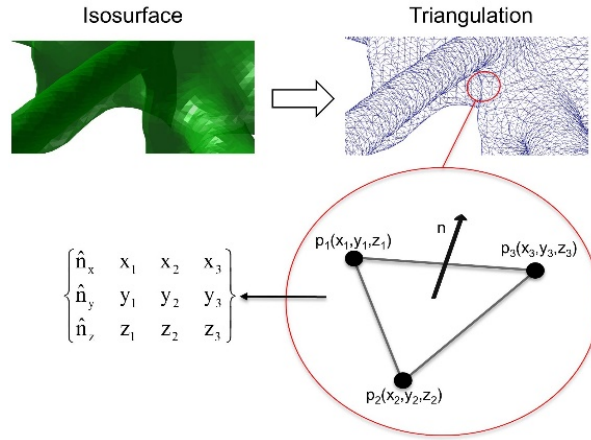 Isosurface
Triangulation
n
p₁(x₁,y₁,z₁)
p₃(x₃,y₃,z₃)
n̂ₓ x₁ x₂ x₃
n̂ᵧ y₁ y₂ y₃
n̂_z z₁ z₂ z₃
p₂(x₂,y₂,z₂)